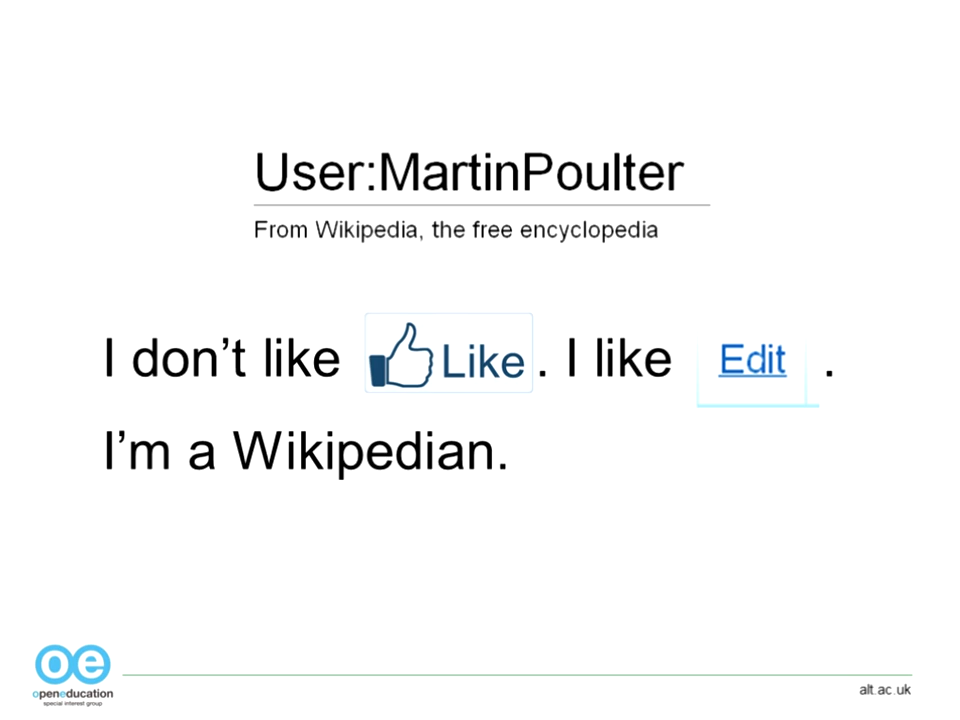 User:MartinPoulter
From Wikipedia, the free encyclopedia
I don’t like Like. I like Edit.
I’m a Wikipedian.
oe
openeducation
special interest group
alt.ac.uk